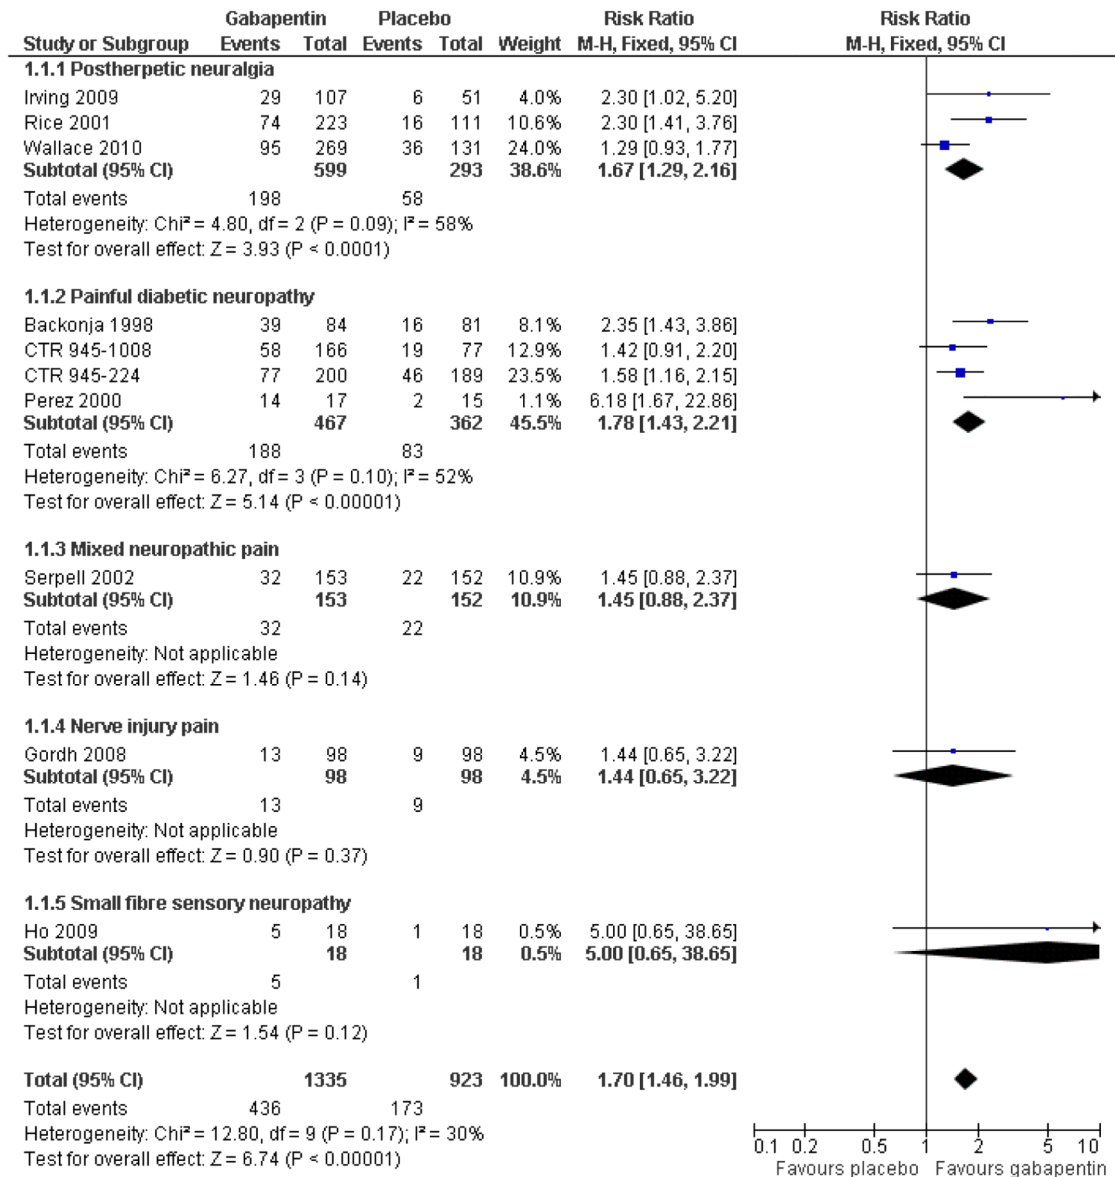 Gabapentin Placebo Risk Ratio Risk Ratio
Study or Subgroup Events Total Events Total Weight M-H, Fixed, 95% CI M-H, Fixed, 95% CI
1.1.1 Postherpetic neuralgia
Irving 2009 29 107 6 51 4.0% 2.30 [1.02, 5.20]
Rice 2001 74 223 16 111 10.6% 2.30 [1.41, 3.76]
Wallace 2010 95 269 36 131 24.0% 1.29 [0.93, 1.77]
Subtotal (95% CI) 599 293 38.6% 1.67 [1.29, 2.16]
Total events 198 58
Heterogeneity: Chi² = 4.80, df = 2 (P = 0.09); I² = 58%
Test for overall effect: Z = 3.93 (P < 0.0001)
1.1.2 Painful diabetic neuropathy
Backonja 1998 39 84 16 81 8.1% 2.35 [1.43, 3.86]
CTR 945-1008 58 166 19 77 12.9% 1.42 [0.91, 2.20]
CTR 945-224 77 200 46 189 23.5% 1.58 [1.16, 2.15]
Perez 2000 14 17 2 15 1.1% 6.18 [1.67, 22.86]
Subtotal (95% CI) 467 362 45.5% 1.78 [1.43, 2.21]
Total events 188 83
Heterogeneity: Chi² = 6.27, df = 3 (P = 0.10); I² = 52%
Test for overall effect: Z = 5.14 (P < 0.00001)
1.1.3 Mixed neuropathic pain
Serpell 2002 32 153 22 152 10.9% 1.45 [0.88, 2.37]
Subtotal (95% CI) 153 152 10.9% 1.45 [0.88, 2.37]
Total events 32 22
Heterogeneity: Not applicable
Test for overall effect: Z = 1.46 (P = 0.14)
1.1.4 Nerve injury pain
Gordh 2008 13 98 9 98 4.5% 1.44 [0.65, 3.22]
Subtotal (95% CI) 98 98 4.5% 1.44 [0.65, 3.22]
Total events 13 9
Heterogeneity: Not applicable
Test for overall effect: Z = 0.90 (P = 0.37)
1.1.5 Small fibre sensory neuropathy
Ho 2009 5 18 1 18 0.5% 5.00 [0.65, 38.65]
Subtotal (95% CI) 18 18 0.5% 5.00 [0.65, 38.65]
Total events 5 1
Heterogeneity: Not applicable
Test for overall effect: Z = 1.54 (P = 0.12)
Total (95% CI) 1335 923 100.0% 1.70 [1.46, 1.99]
Total events 436 173
Heterogeneity: Chi² = 12.80, df = 9 (P = 0.17); I² = 30%
Test for overall effect: Z = 6.74 (P < 0.00001)
0.1 0.2 0.5 1 2 5 10
Favours placebo Favours gabapentin